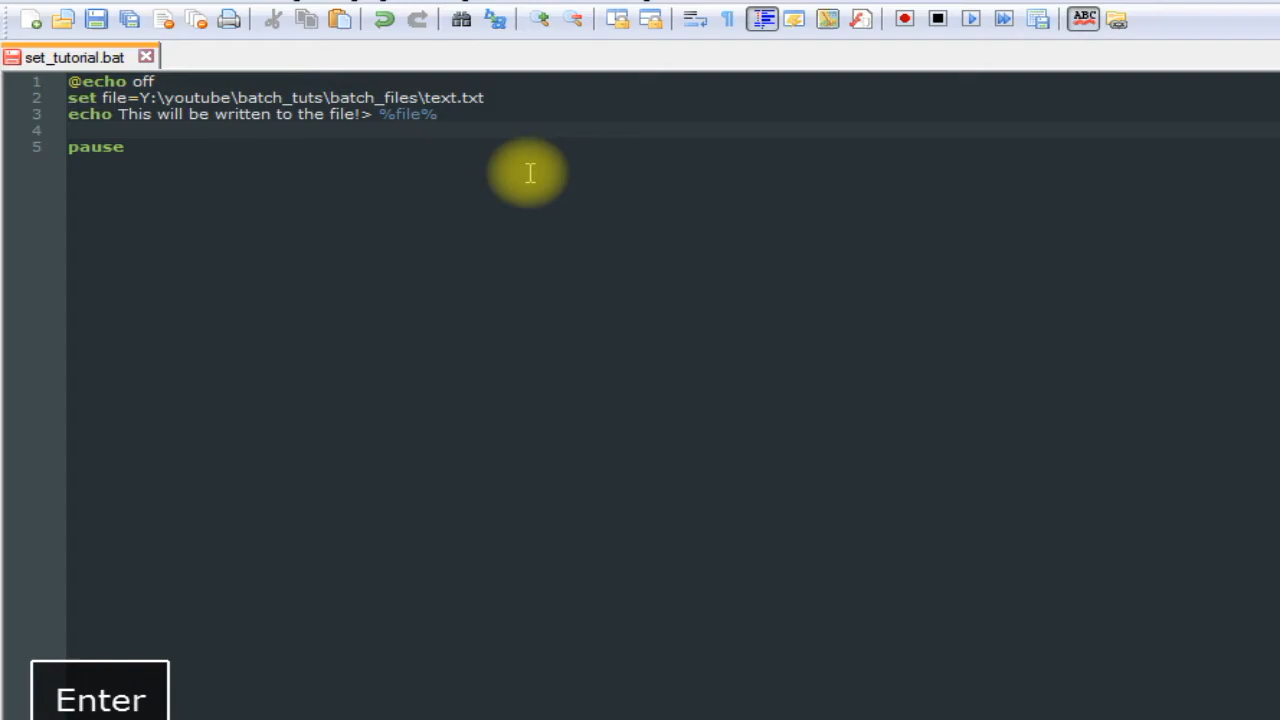 ABC
set_tutorial.bat
1 @echo off
2 set file=Y:\youtube\batch_tuts\batch_files\text.txt
3 echo This will be written to the file!> %file%
4
5 pause
Enter